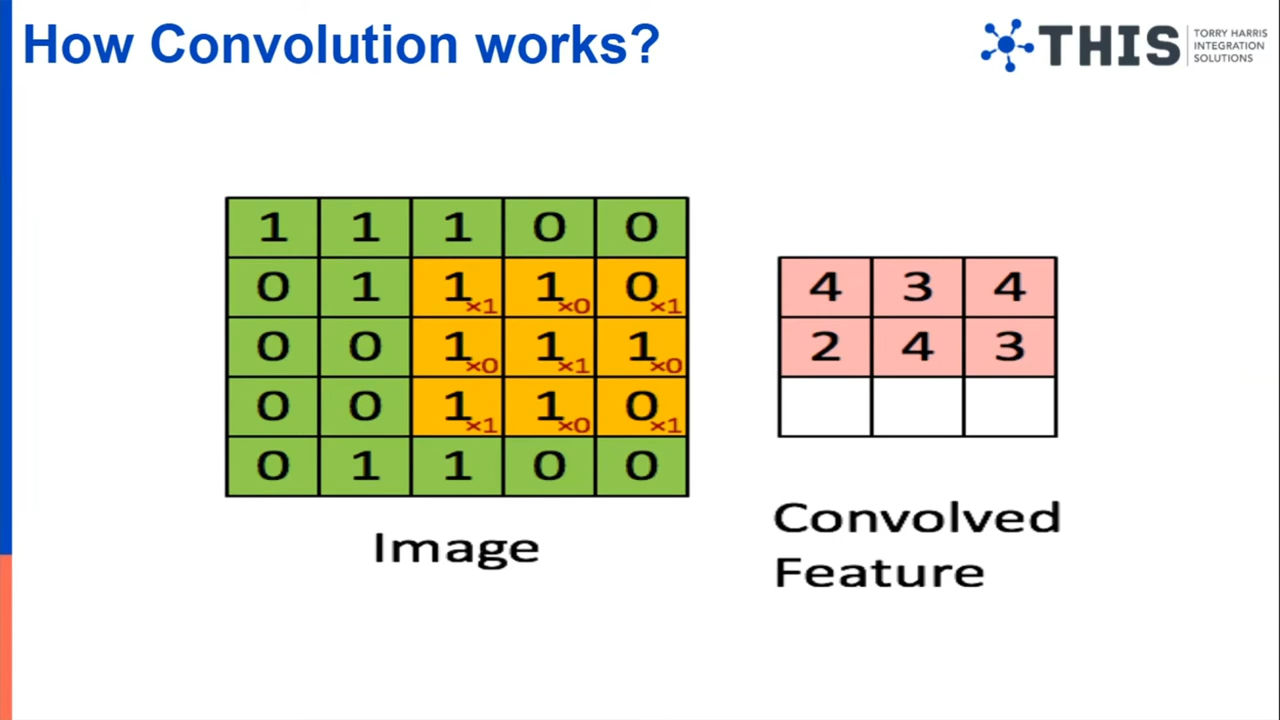 How Convolution works?
THIS
TORRY HARRIS
INTEGRATION
SOLUTIONS
1 1 1 0 0
0 1 1×1 1×0 0×1
0 0 1×0 1×1 1×0
0 0 1×1 1×0 0×1
0 1 1 0 0
Image
4 3 4
2 4 3
Convolved
Feature